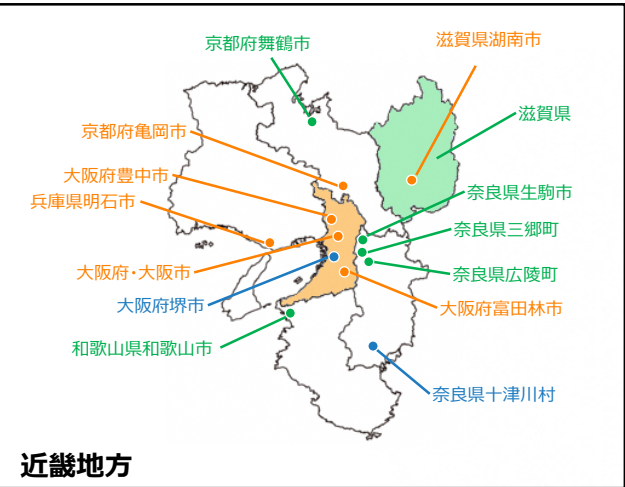 京都府舞鶴市
滋賀県湖南市
滋賀県
京都府亀岡市
大阪府豊中市
兵庫県明石市
奈良県生駒市
奈良県三郷町
大阪府・大阪市
奈良県広陵町
大阪府堺市
大阪府富田林市
和歌山県和歌山市
奈良県十津川村
近畿地方